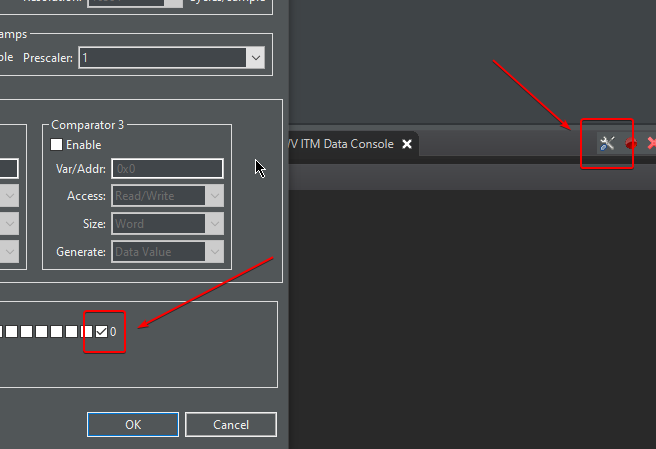 amps
Prescaler: 1
Comparator 3
Enable
ITM Data Console
Var/Addr: 0x0
Access: Read/Write
Size: Word
Generate: Data Value
0
OK Cancel